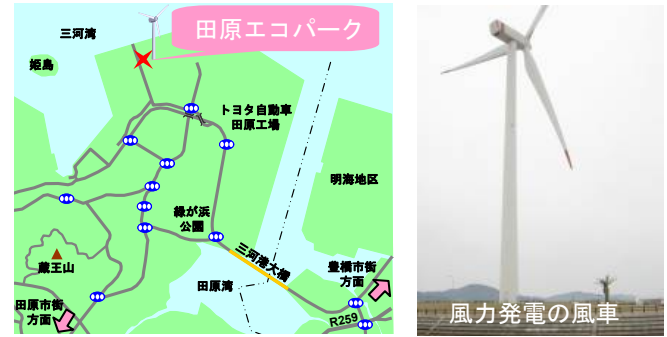 田原エコパーク
三河湾
姫島
トヨタ自動車
田原工場
明海地区
緑が浜
公園
三河港大橋
蔵王山
田原湾
豊橋市街
方面
田原市街
方面
R259
風力発電の風車